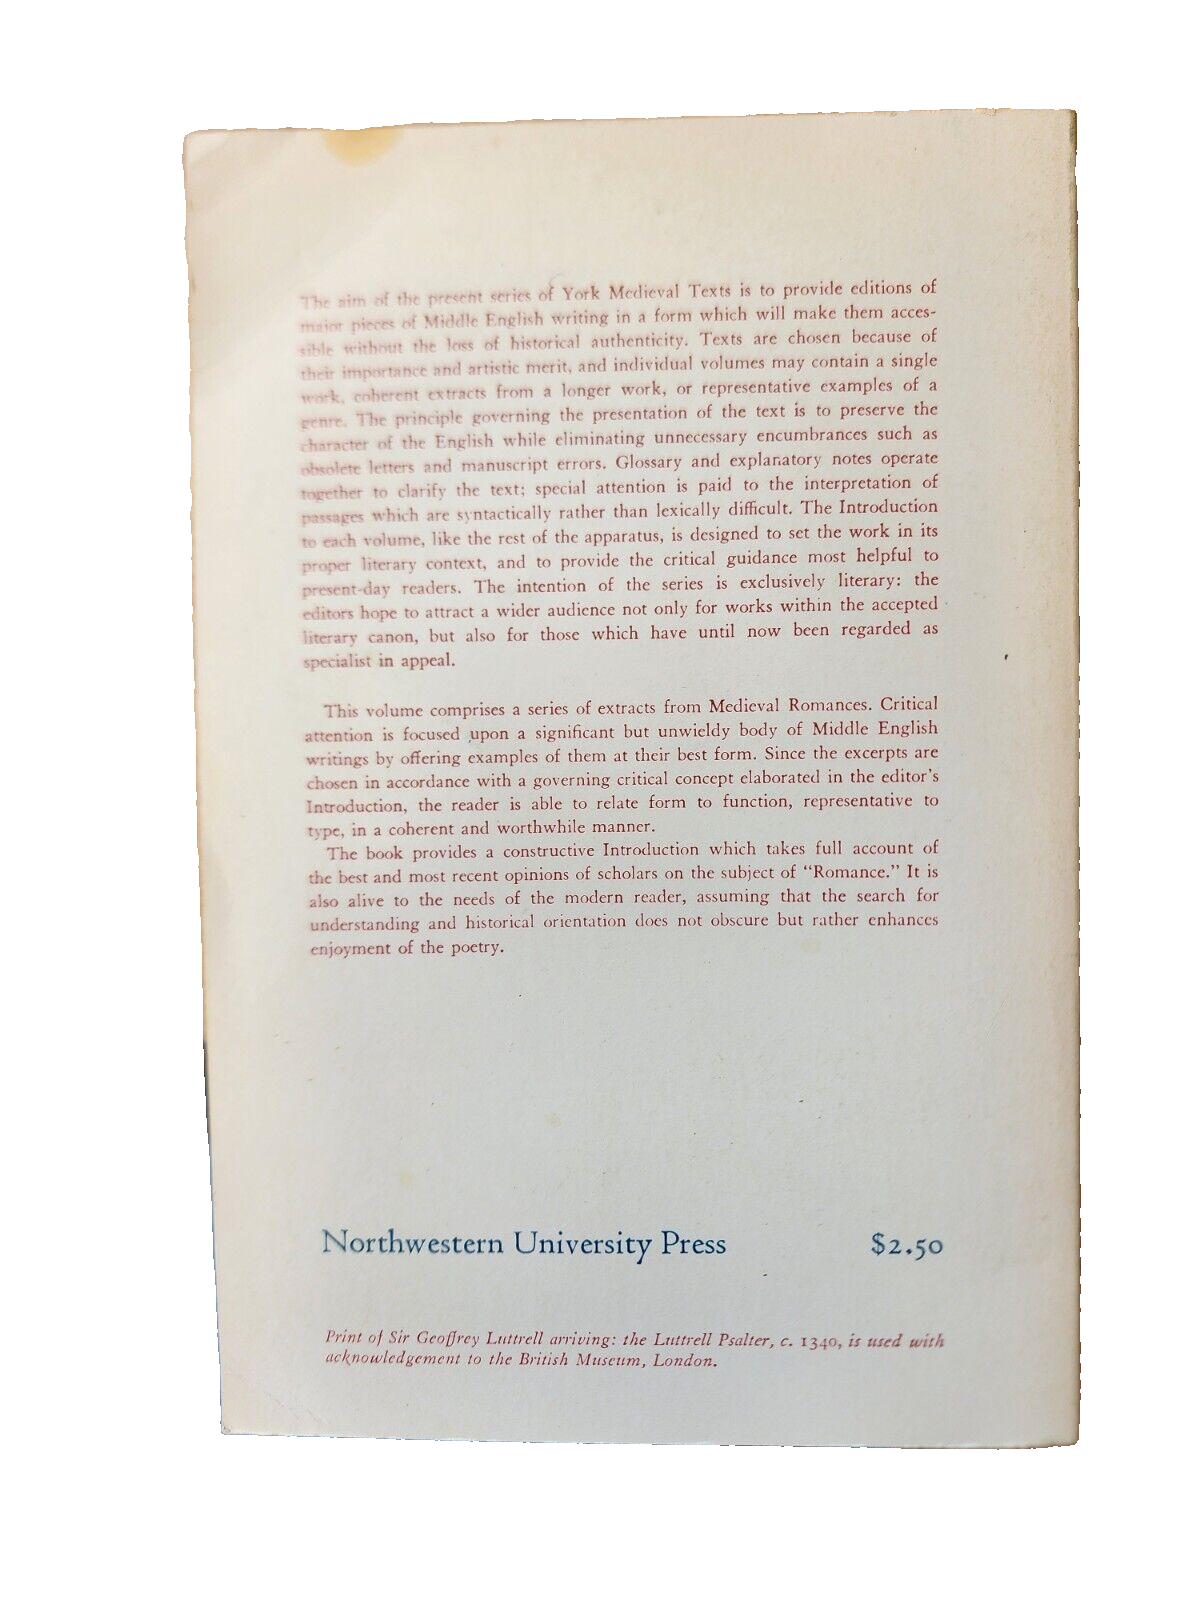 The aim of the present series of York Medieval Texts is to provide editions of
major pieces of Middle English writing in a form which will make them acces-
sible without the loss of historical authenticity. Texts are chosen because of
their importance and artistic merit, and individual volumes may contain a single
work, coherent extracts from a longer work, or representative examples of a
genre. The principle governing the presentation of the text is to preserve the
character of the English while eliminating unnecessary encumbrances such as
obsolete letters and manuscript errors. Glossary and explanatory notes operate
together to clarify the text; special attention is paid to the interpretation of
passages which are syntactically rather than lexically difficult. The Introduction
to each volume, like the rest of the apparatus, is designed to set the work in its
proper literary context, and to provide the critical guidance most helpful to
present-day readers. The intention of the series is exclusively literary: the
editors hope to attract a wider audience not only for works within the accepted
literary canon, but also for those which have until now been regarded as
specialist in appeal.
This volume comprises a series of extracts from Medieval Romances. Critical
attention is focused upon a significant but unwieldy body of Middle English
writings by offering examples of them at their best form. Since the excerpts are
chosen in accordance with a governing critical concept elaborated in the editor's
Introduction, the reader is able to relate form to function, representative to
type, in a coherent and worthwhile manner.
The book provides a constructive Introduction which takes full account of
the best and most recent opinions of scholars on the subject of "Romance." It is
also alive to the needs of the modern reader, assuming that the search for
understanding and historical orientation does not obscure but rather enhances
enjoyment of the poetry.
Northwestern University Press $2.50
Print of Sir Geoffrey Luttrell arriving: the Luttrell Psalter, c. 1340, is used with
acknowledgement to the British Museum, London.